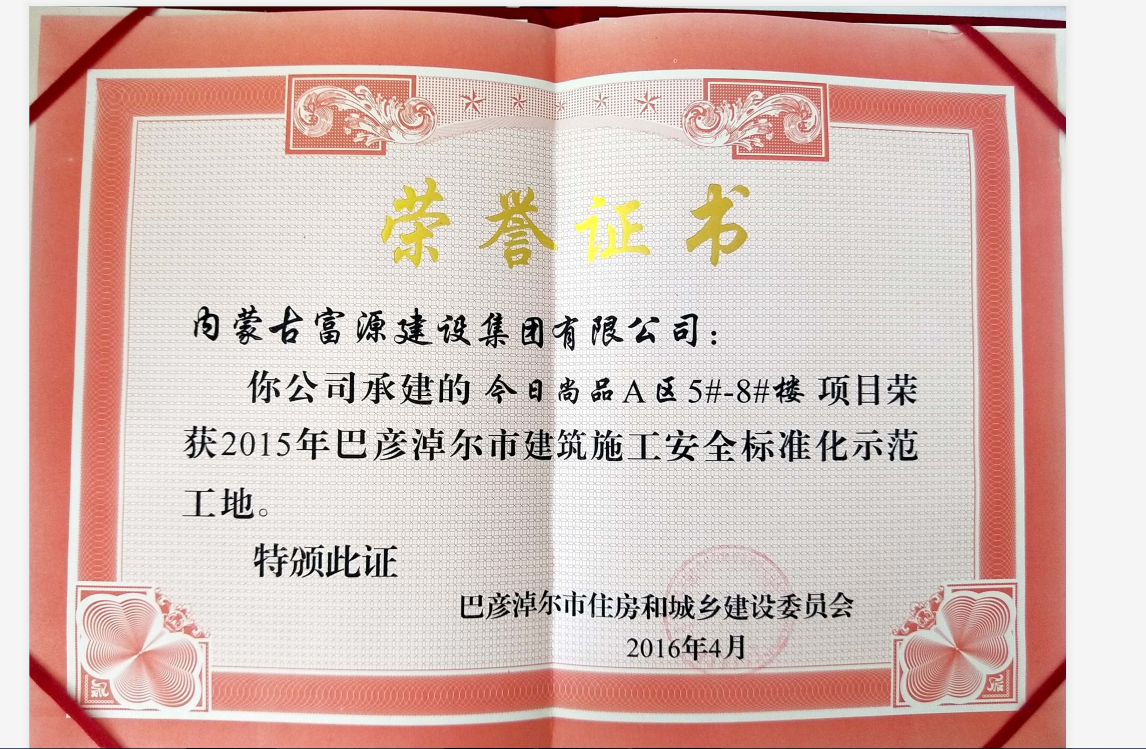 荣誉证书
内蒙古富源建设集团有限公司：
你公司承建的 今日尚品A区5#-8#楼 项目荣
获2015年巴彦淖尔市建筑施工安全标准化示范
工地。
特颁此证
巴彦淖尔市住房和城乡建设委员会
2016年4月